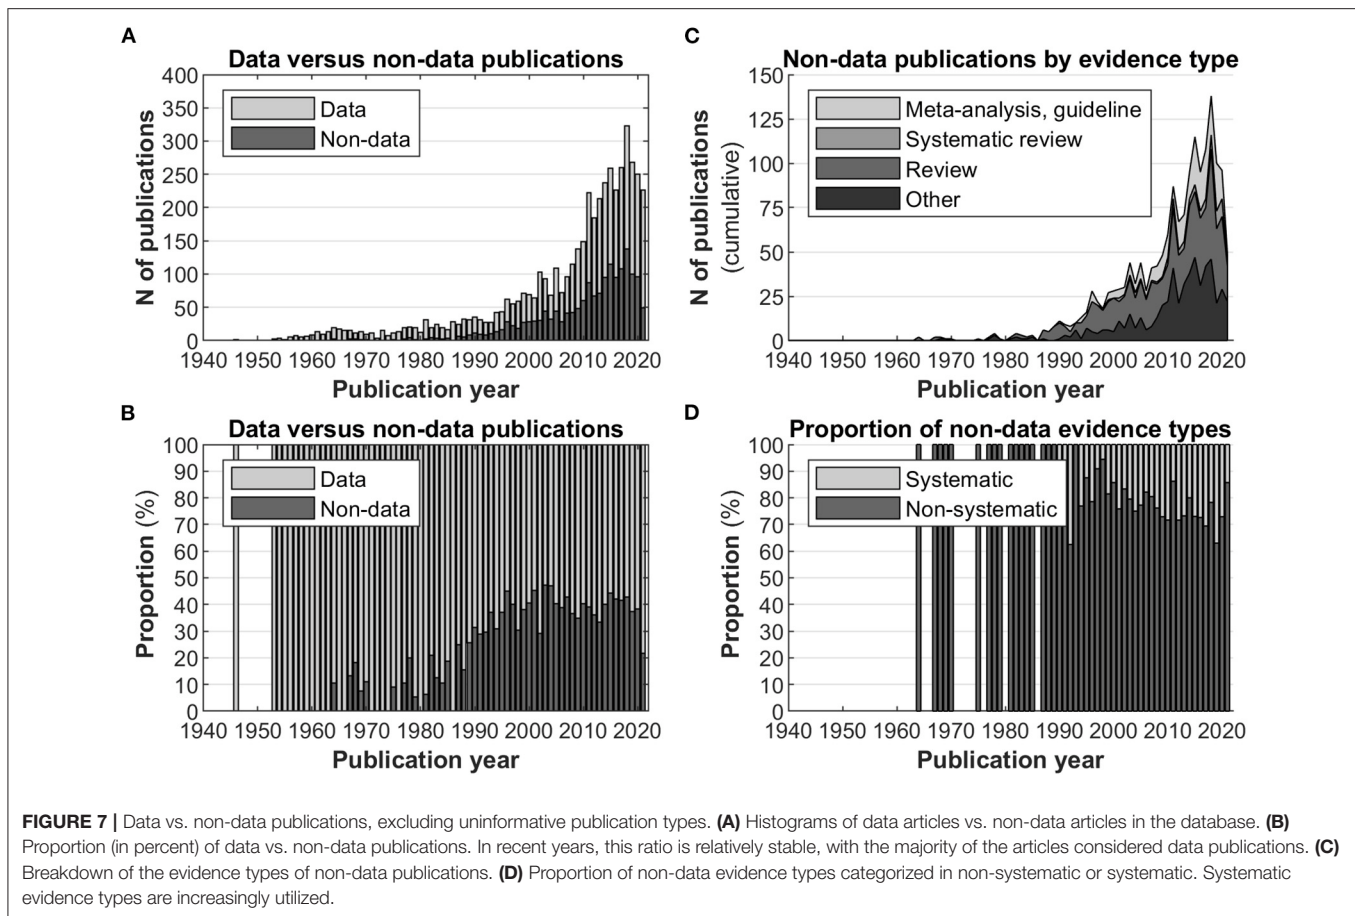 A
Data versus non-data publications
400
350
300
250
200
150
100
50
0
N of publications
Data
Non-data
1940 1950 1960 1970 1980 1990 2000 2010 2020
Publication year
C
Non-data publications by evidence type
150
125
100
75
50
25
0
N of publications
(cumulative)
Meta-analysis, guideline
Systematic review
Review
Other
1940 1950 1960 1970 1980 1990 2000 2010 2020
Publication year
B
Data versus non-data publications
100
90
80
70
60
50
40
30
20
10
0
Proportion (%)
Data
Non-data
1940 1950 1960 1970 1980 1990 2000 2010 2020
Publication year
D
Proportion of non-data evidence types
100
90
80
70
60
50
40
30
20
10
0
Proportion (%)
Systematic
Non-systematic
1940 1950 1960 1970 1980 1990 2000 2010 2020
Publication year
FIGURE 7 | Data vs. non-data publications, excluding uninformative publication types. (A) Histograms of data articles vs. non-data articles in the database. (B)
Proportion (in percent) of data vs. non-data publications. In recent years, this ratio is relatively stable, with the majority of the articles considered data publications. (C)
Breakdown of the evidence types of non-data publications. (D) Proportion of non-data evidence types categorized in non-systematic or systematic. Systematic
evidence types are increasingly utilized.